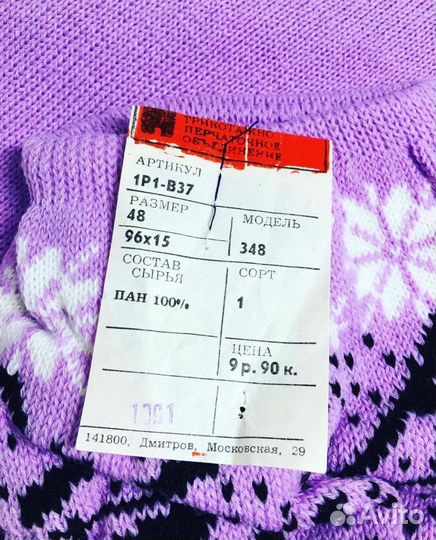 ТРИКОТАЖНО
ПЕРЧАТОЧНОЕ
ОБЪЕДИНЕНИЕ
АРТИКУЛ
1Р1-В37
РАЗМЕР
48
96х15
МОДЕЛЬ
348
СОСТАВ
СЫРЬЯ
ПАН 100%
СОРТ
1
ЦЕНА
9 р. 90 к.
1991
141800, Дмитров, Московская, 29
Avito